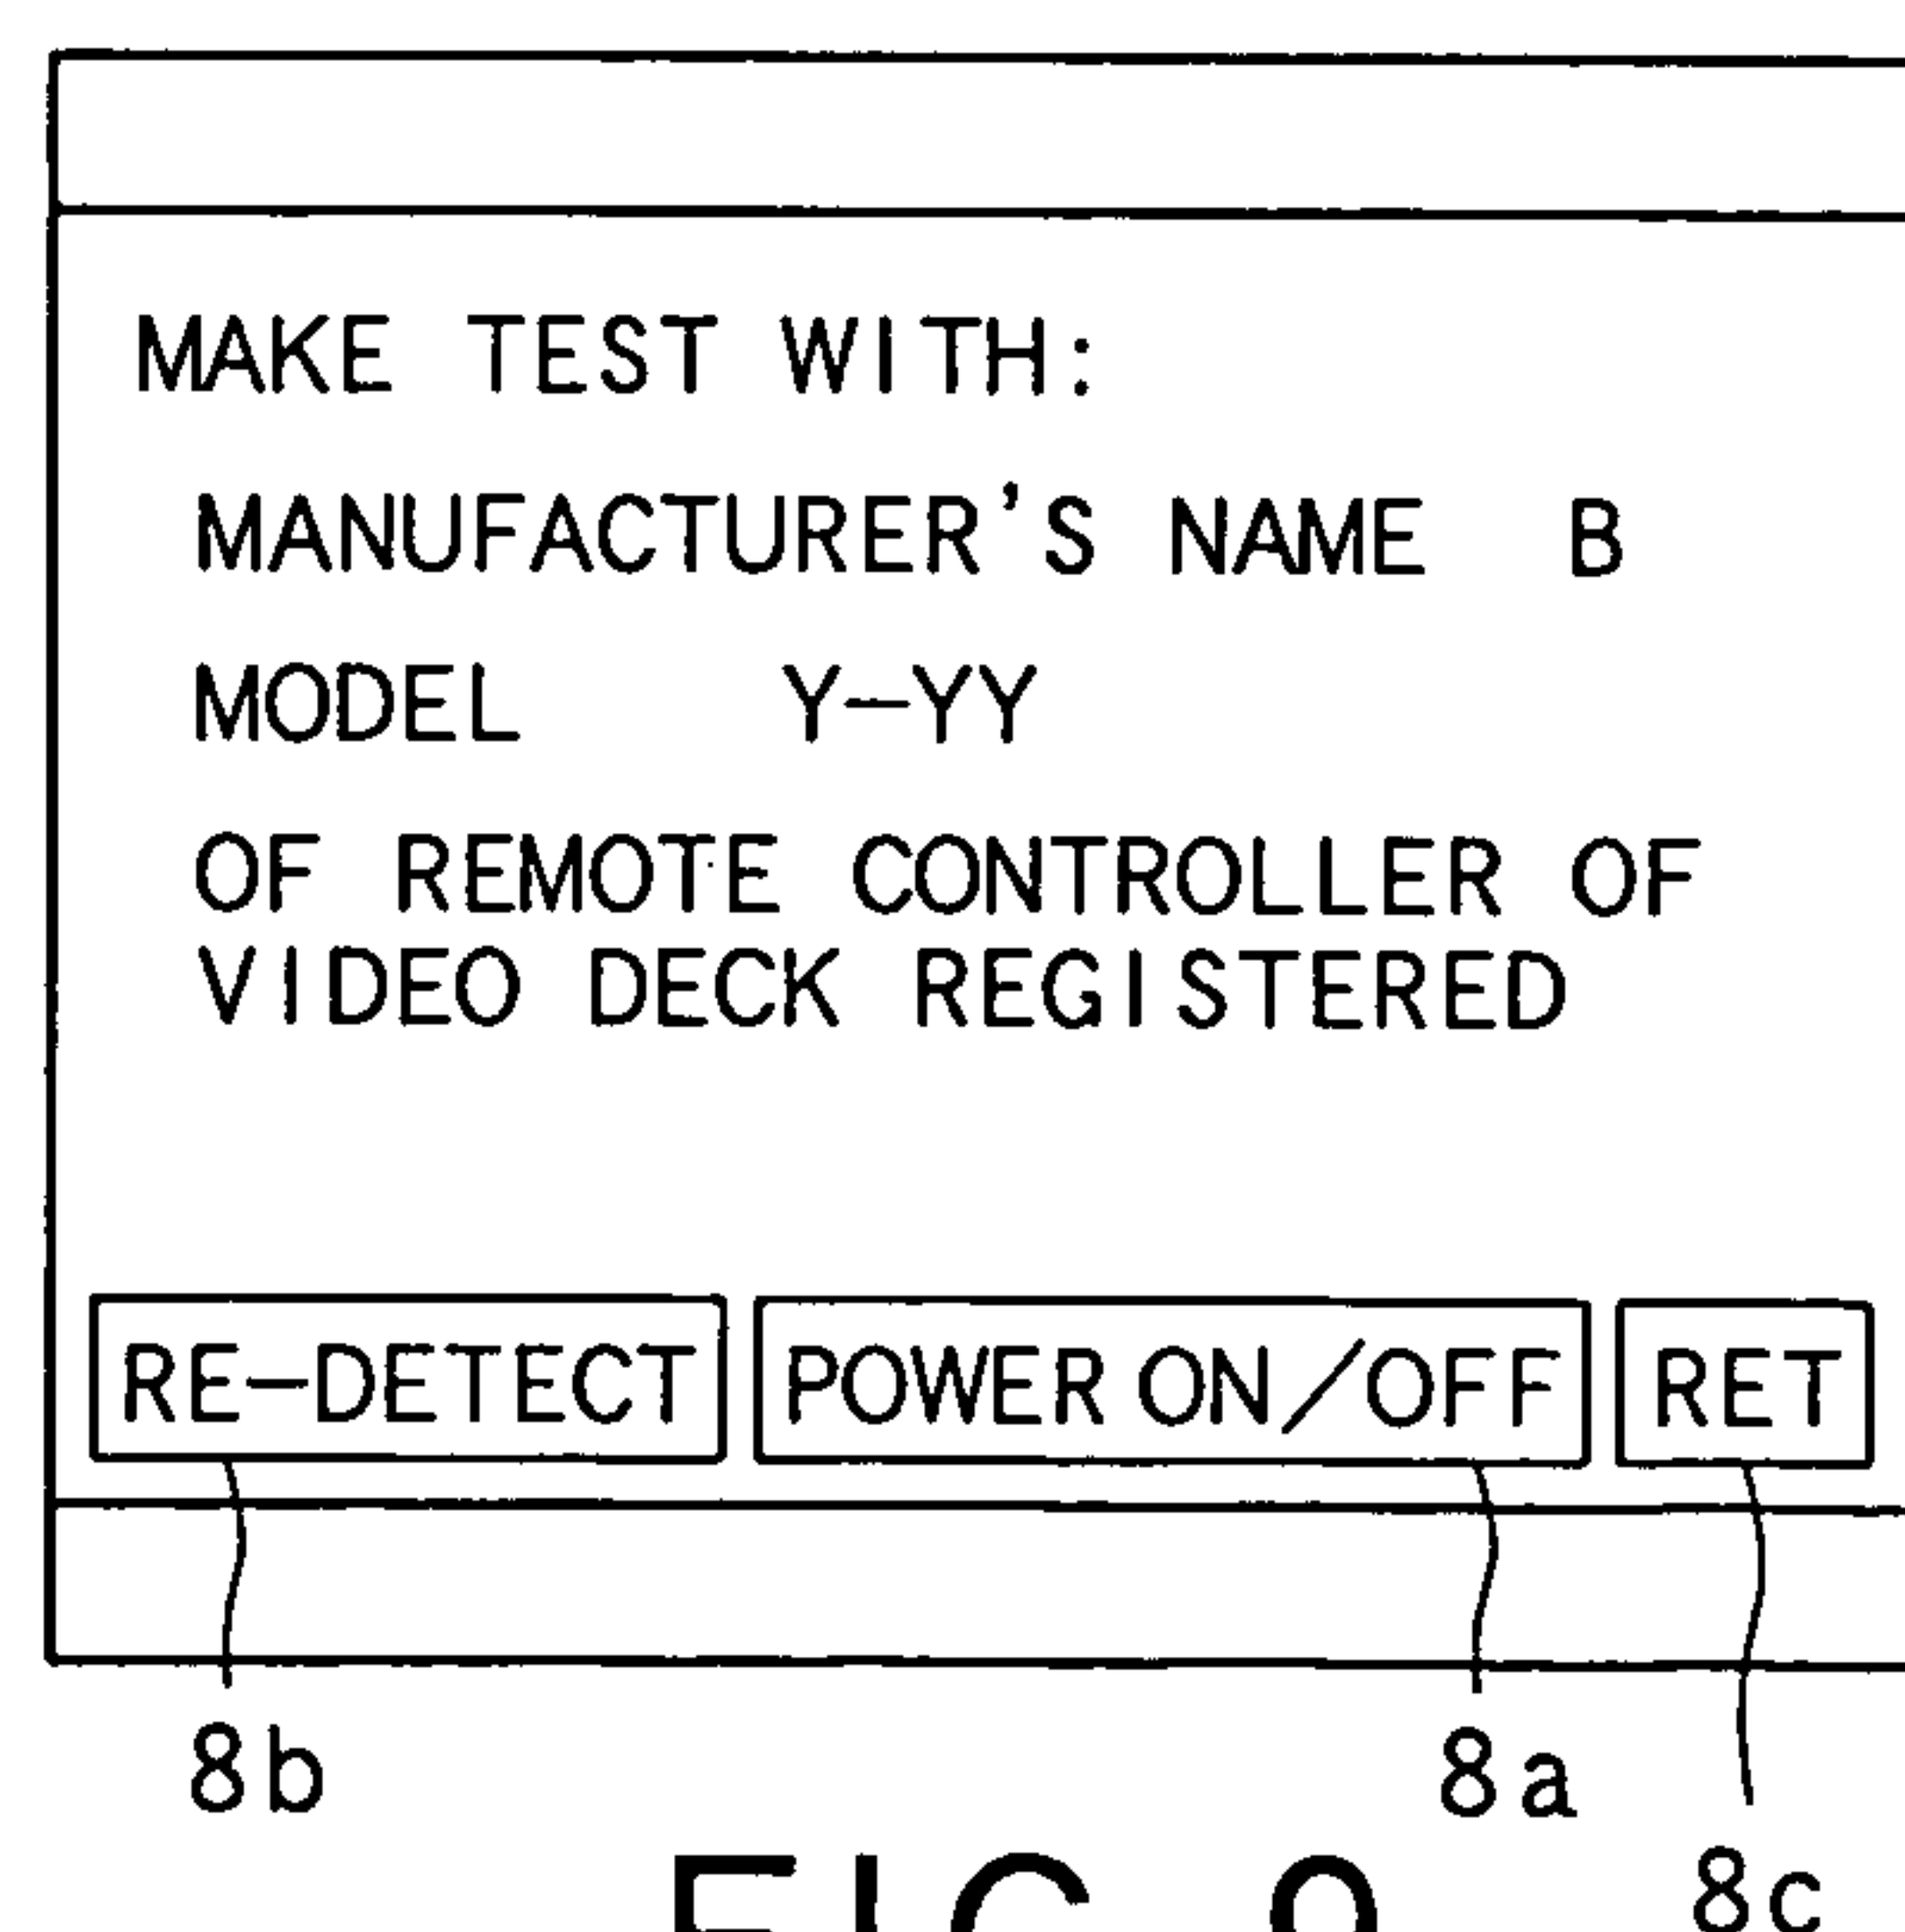 MAKE TEST WITH:
MANUFACTURER'S NAME B
MODEL Y-YY
OF REMOTE CONTROLLER OF
VIDEO DECK REGISTERED
RE-DETECT POWER ON/OFF RET
8b 8a
8c
FIG